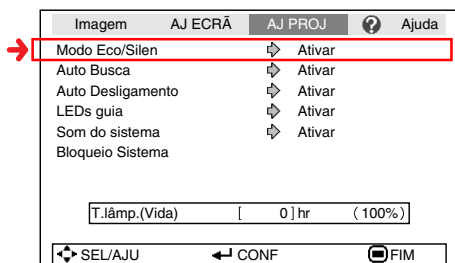 Imagem AJ ECRÃ AJ PROJ ? Ajuda
Modo Eco/Silen Ativar
Auto Busca Ativar
Auto Desligamento Ativar
LEDs guia Ativar
Som do sistema Ativar
Bloqueio Sistema
T.lâmp.(Vida) [ 0 ] hr (100%)
SEL/AJU CONF FIM